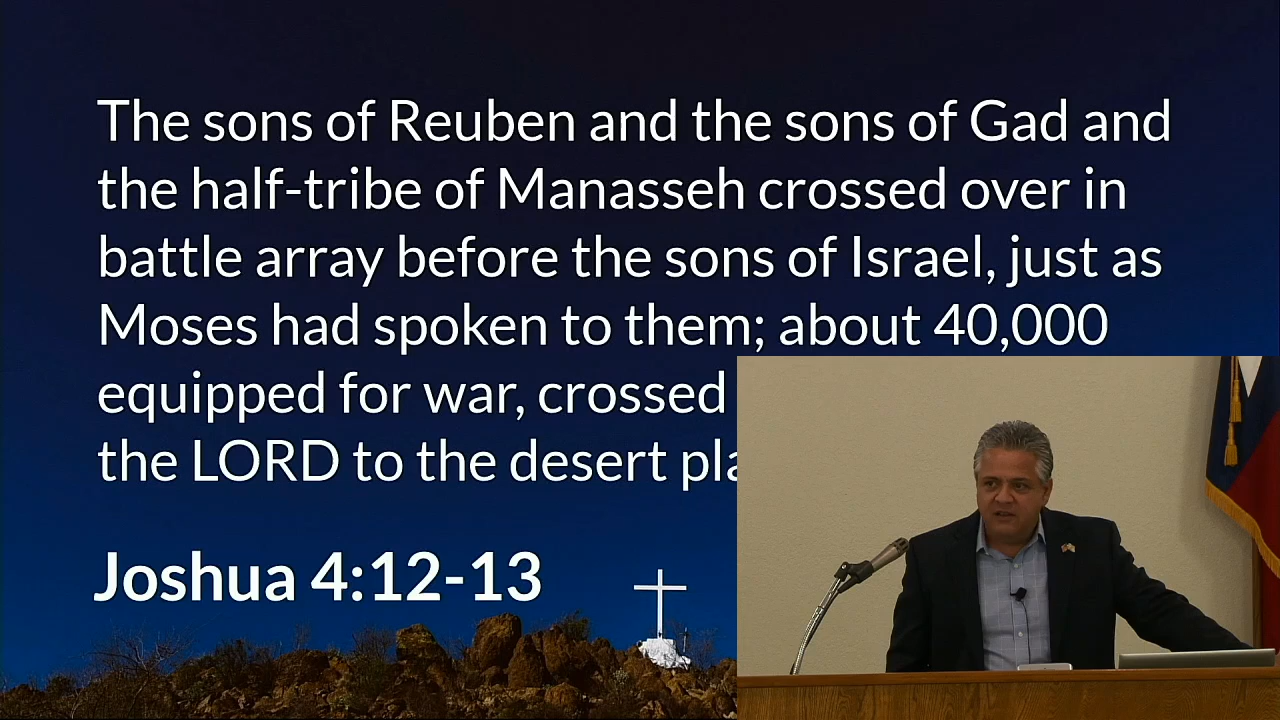 The sons of Reuben and the sons of Gad and
the half-tribe of Manasseh crossed over in
battle array before the sons of Israel, just as
Moses had spoken to them; about 40,000
equipped for war, crossed
the LORD to the desert
Joshua 4:12-13